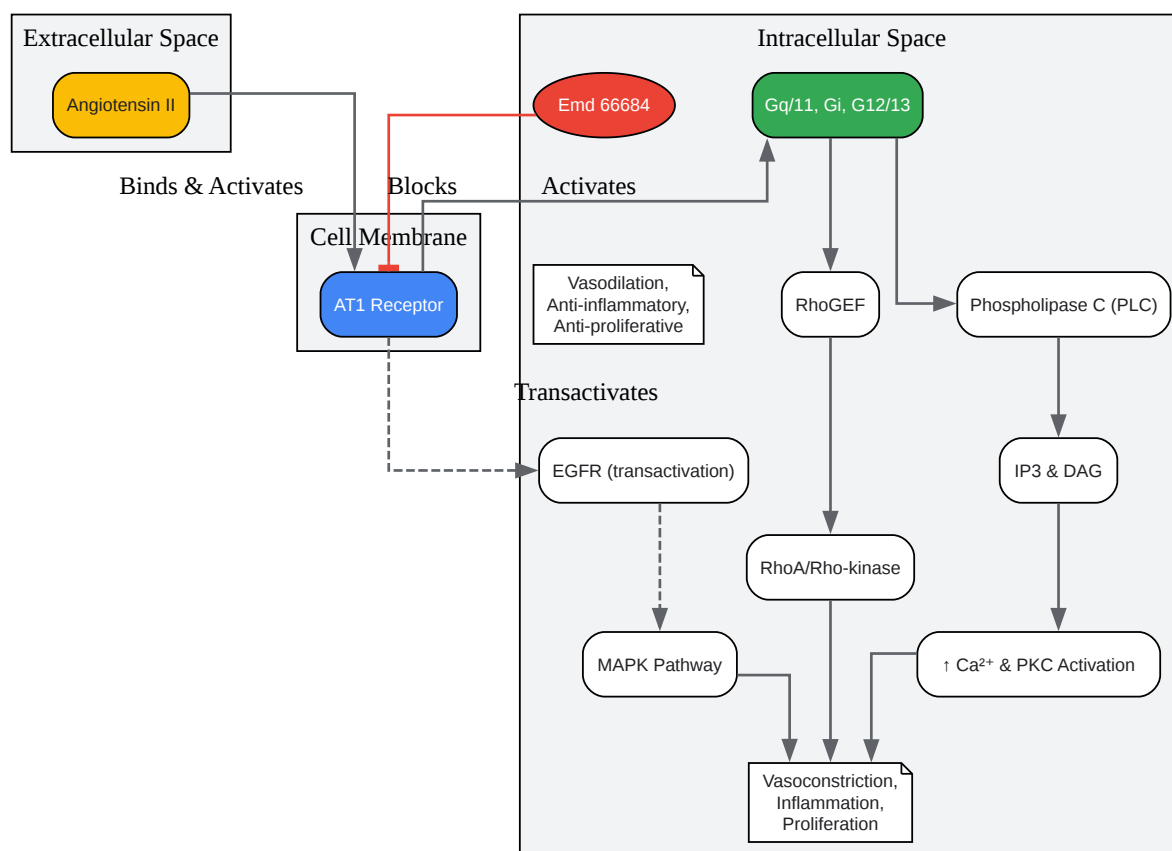 Extracellular Space
Intracellular Space
Angiotensin II
Emd 66684
Gq/11, Gi, G12/13
Binds & Activates
Blocks
Activates
Cell Membrane
AT1 Receptor
Vasodilation,
Anti-inflammatory,
Anti-proliferative
RhoGEF
Phospholipase C (PLC)
Transactivates
EGFR (transactivation)
IP3 & DAG
RhoA/Rho-kinase
MAPK Pathway
↑ Ca²⁺ & PKC Activation
Vasoconstriction,
Inflammation,
Proliferation